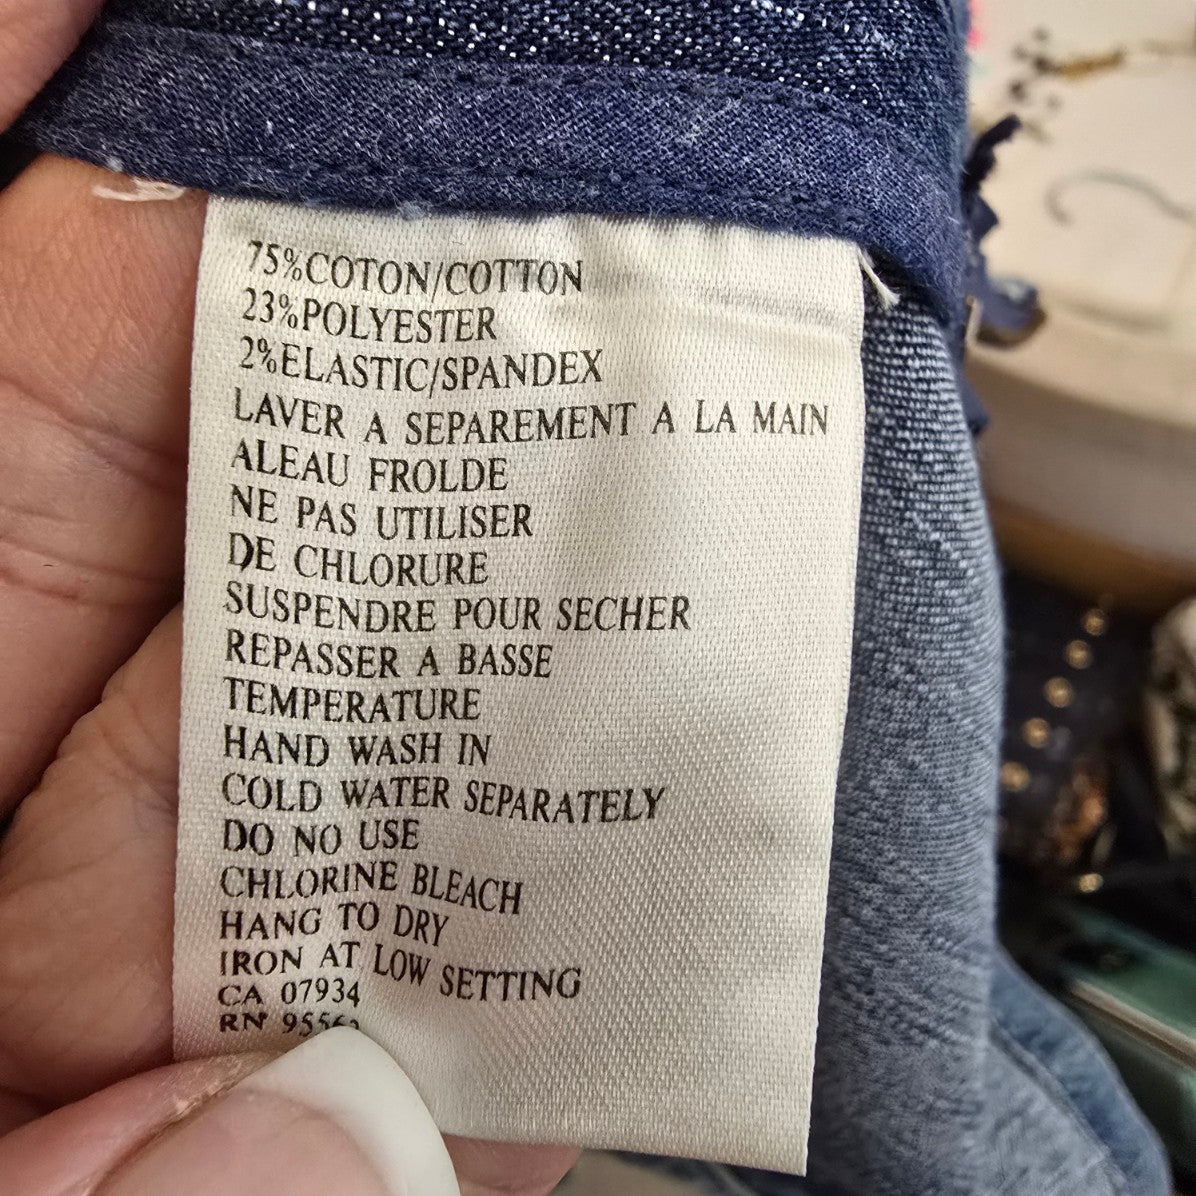 75%COTON/COTTON
23%POLYESTER
2%ELASTIC/SPANDEX
LAVER A SEPAREMENT A LA MAIN
ALEAU FROLDE
NE PAS UTILISER
DE CHLORURE
SUSPENDRE POUR SECHER
REPASSER A BASSE
TEMPERATURE
HAND WASH IN
COLD WATER SEPARATELY
DO NO USE
CHLORINE BLEACH
HANG TO DRY
IRON AT LOW SETTING
CA 07934
RN